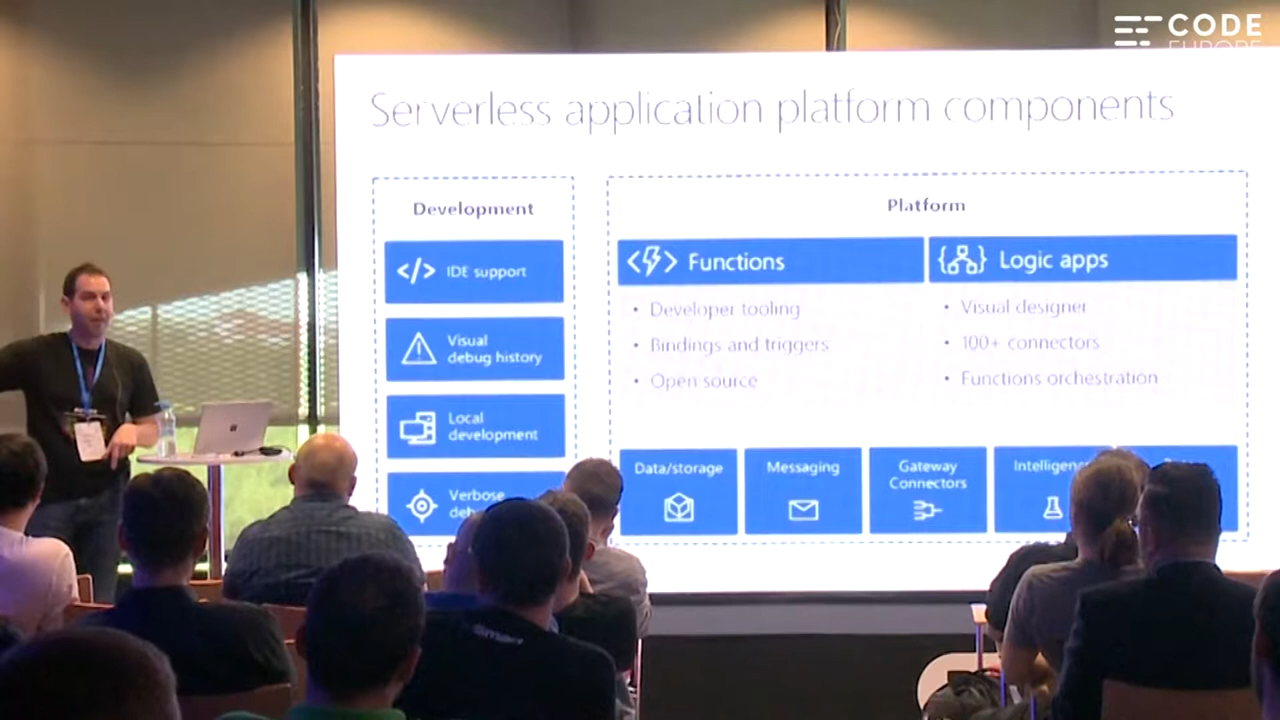 CODE
EUROPE
Serverless application platform components
Development
IDE support
Visual
debug history
Local
development
Verbose
Platform
Functions
• Developer tooling
• Bindings and triggers
• Open source
Logic apps
• Visual designer
• 100+ connectors
• Functions orchestration
Data/storage
Messaging
Gateway
Connectors